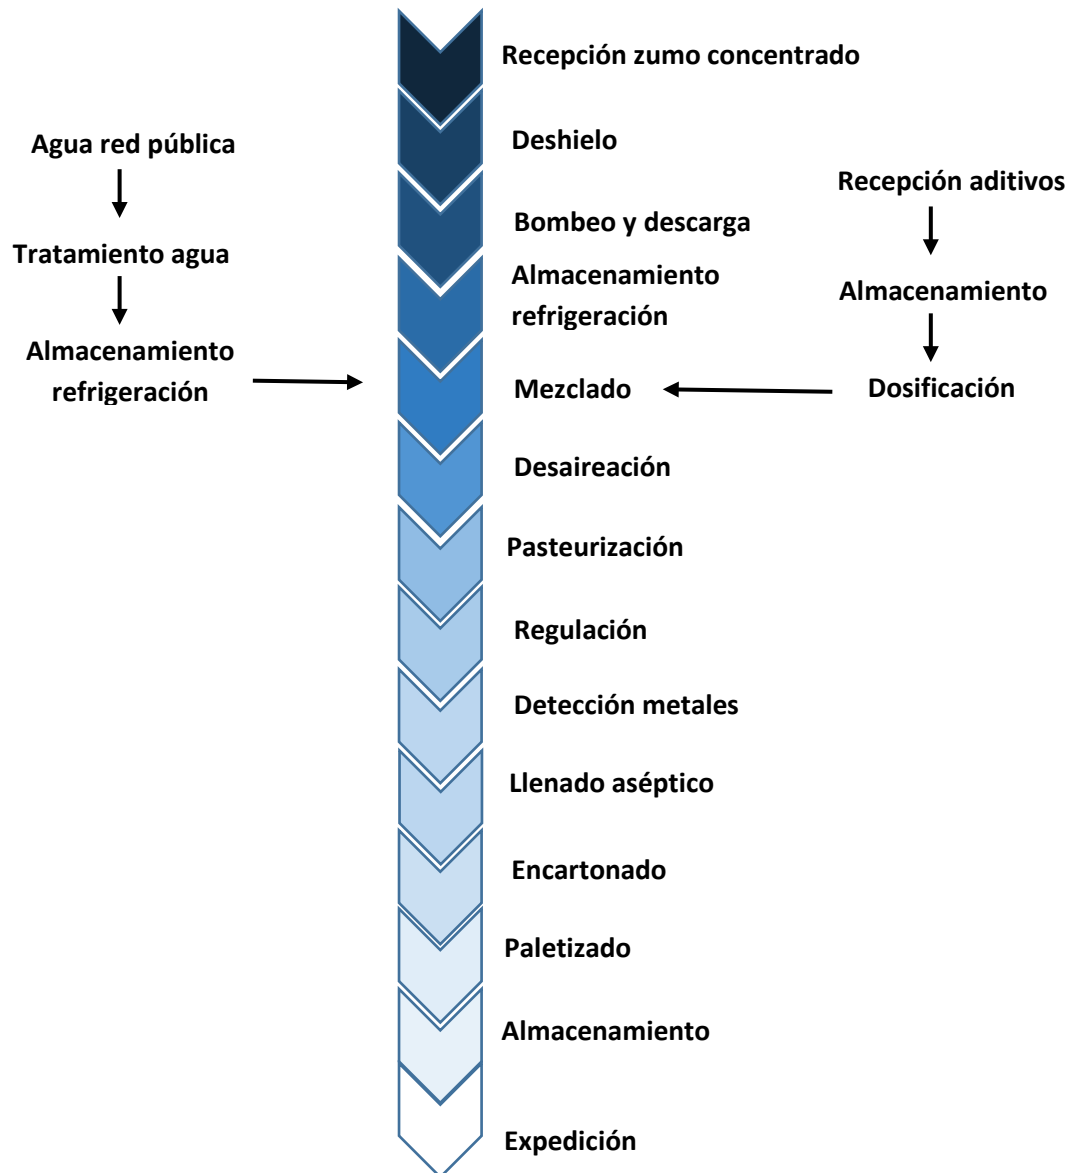 Recepción zumo concentrado
Agua red pública
Deshielo
Recepción aditivos
Bombeo y descarga
Tratamiento agua
Almacenamiento
refrigeración
Almacenamiento
Almacenamiento
refrigeración
Mezclado
Dosificación
Desaireación
Pasteurización
Regulación
Detección metales
Llenado aséptico
Encartonado
Paletizado
Almacenamiento
Expedición